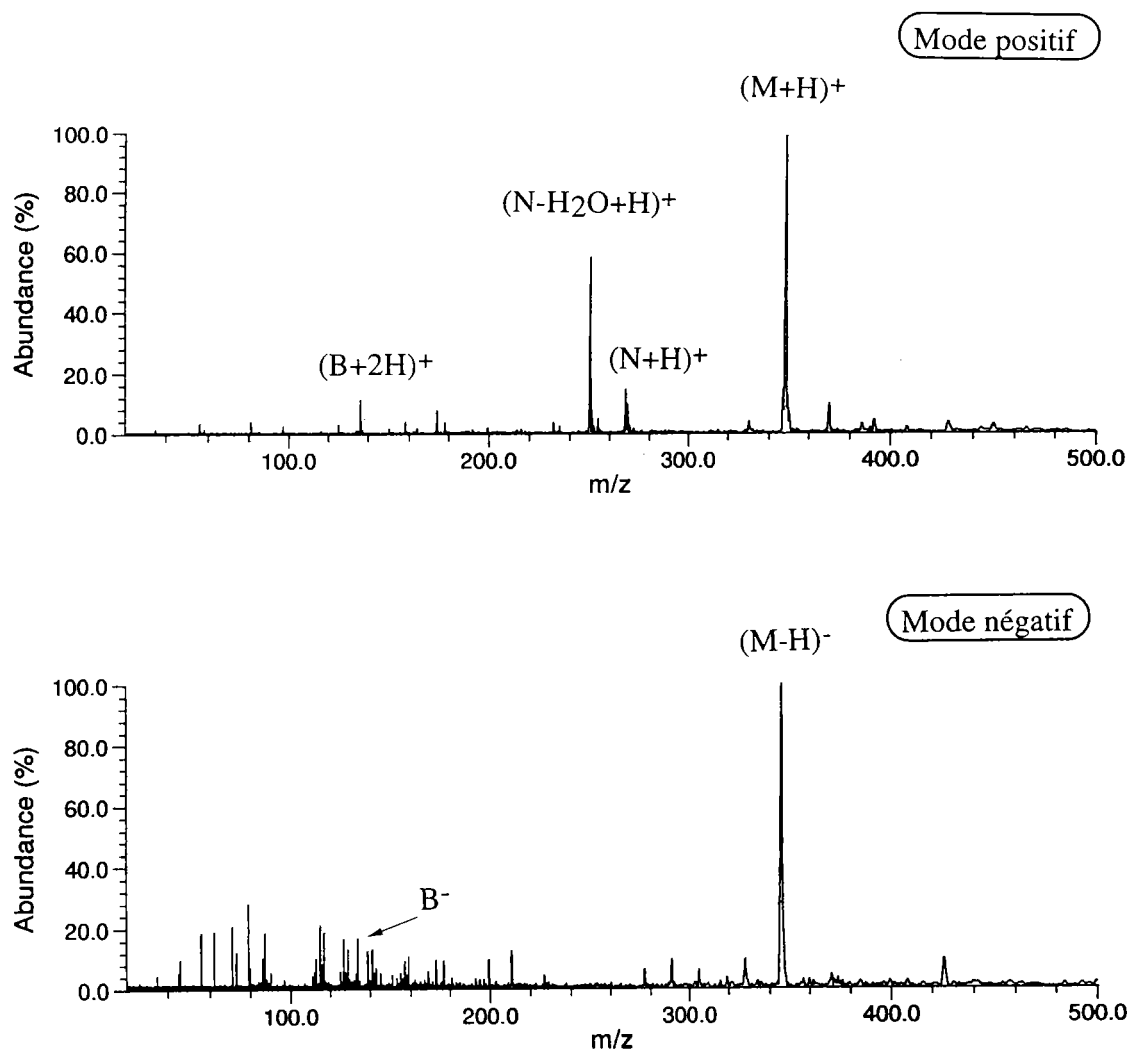 Mode positif
(M+H)+
(N-H2O+H)+
(N+H)+
(B+2H)+
Abundance (%)
100.0
80.0
60.0
40.0
20.0
0.0
100.0 200.0 300.0 400.0 500.0
m/z
Mode négatif
(M-H)-
B-
Abundance (%)
100.0
80.0
60.0
40.0
20.0
0.0
100.0 200.0 300.0 400.0 500.0
m/z